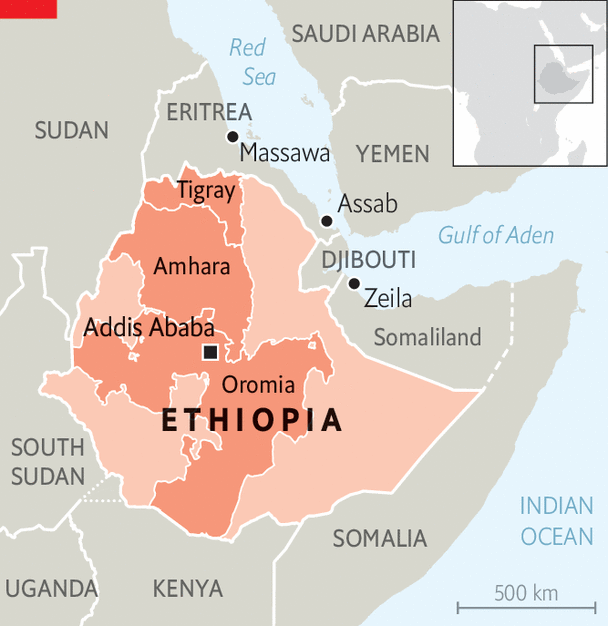 SAUDI ARABIA
Red
Sea
ERITREA
SUDAN
Massawa
YEMEN
Tigray
Assab
Gulf of Aden
Amhara
DJIBOUTI
Zeila
Addis Ababa
Somaliland
Oromia
ETHIOPIA
SOUTH
SUDAN
INDIAN
OCEAN
SOMALIA
UGANDA
KENYA
500 km